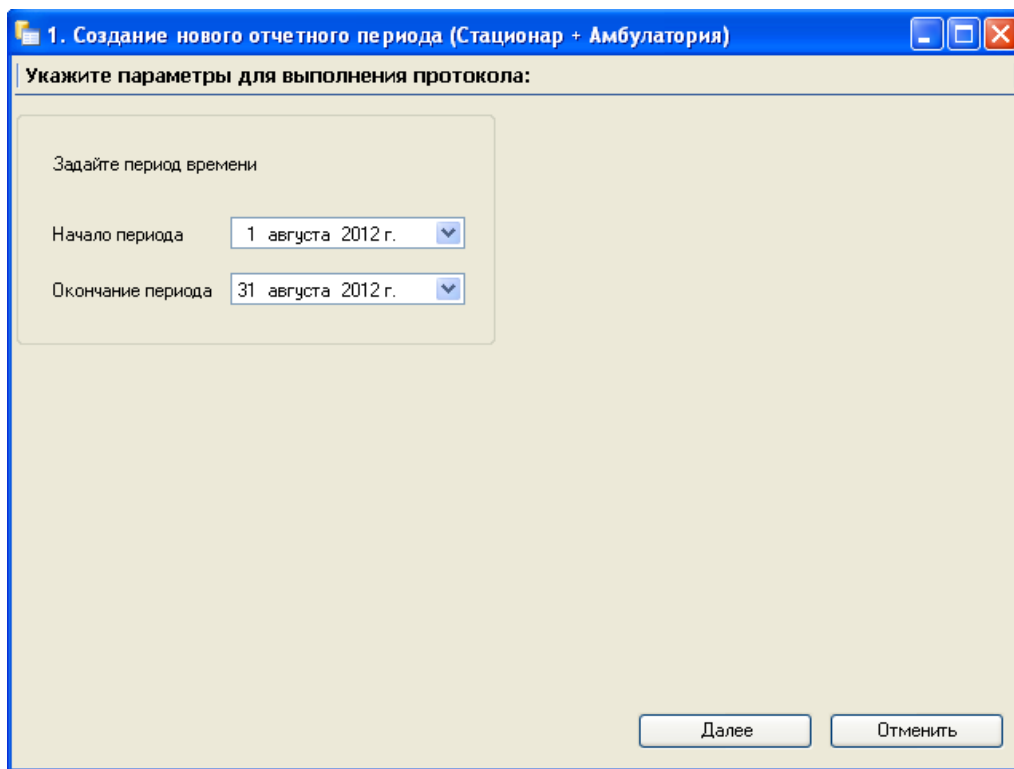 1. Создание нового отчетного периода (Стационар + Амбулатория)
Укажите параметры для выполнения протокола:
Задайте период времени
Начало периода 1 августа 2012 г.
Окончание периода 31 августа 2012 г.
Далее Отменить